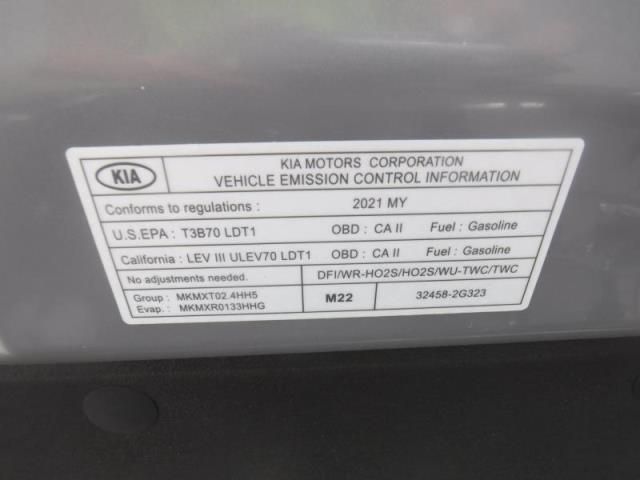 KIA
KIA MOTORS CORPORATION
VEHICLE EMISSION CONTROL INFORMATION
Conforms to regulations : 2021 MY
U.S.EPA : T3B70 LDT1 OBD : CA II Fuel : Gasoline
California : LEV III ULEV70 LDT1 OBD : CA II Fuel : Gasoline
No adjustments needed. DFI/WR-HO2S/HO2S/WU-TWC/TWC
Group : MKMXT02.4HH5 M22 32458-2G323
Evap. : MKMXR0133HHG